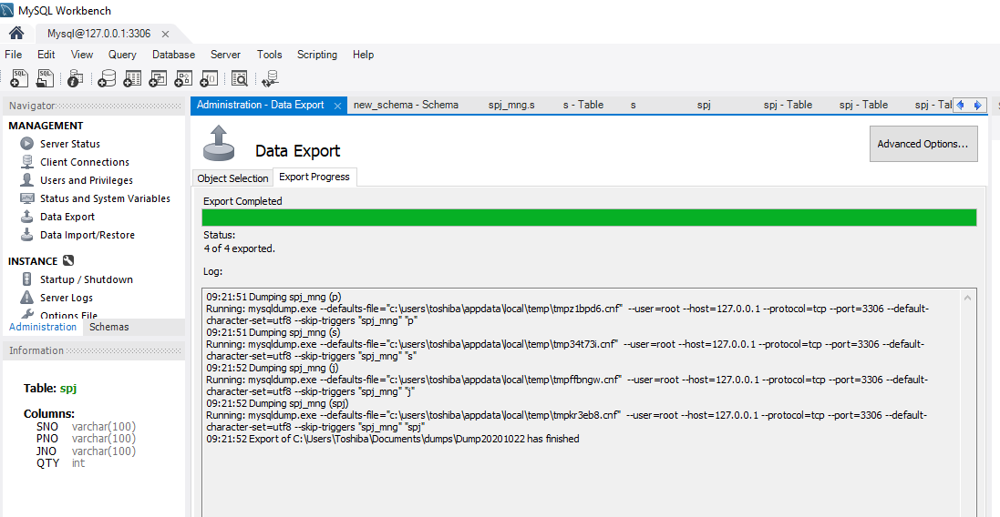 MySQL Workbench
Mysql@127.0.0.1:3306
File Edit View Query Database Server Tools Scripting Help
SQL SQL
Navigator
MANAGEMENT
Server Status
Client Connections
Users and Privileges
Status and System Variables
Data Export
Data Import/Restore
INSTANCE
Startup / Shutdown
Server Logs
Options File
Administration Schemas
Information
Table: spj
Columns:
SNO varchar(100)
PNO varchar(100)
JNO varchar(100)
QTY int
Administration - Data Export new_schema - Schema spj_mng.s s - Table s spj spj - Table spj - Table spj - Tal
Data Export
Advanced Options...
Object Selection Export Progress
Export Completed
Status:
4 of 4 exported.
Log:
09:21:51 Dumping spj_mng (p)
Running: mysqldump.exe --defaults-file="c:\users\toshiba\appdata\local\temp\tmpz1bpd6.cnf" --user=root --host=127.0.0.1 --protocol=tcp --port=3306 --default-
character-set=utf8 --skip-triggers "spj_mng" "p"
09:21:51 Dumping spj_mng (s)
Running: mysqldump.exe --defaults-file="c:\users\toshiba\appdata\local\temp\tmp34t73i.cnf" --user=root --host=127.0.0.1 --protocol=tcp --port=3306 --default-
character-set=utf8 --skip-triggers "spj_mng" "s"
09:21:52 Dumping spj_mng (j)
Running: mysqldump.exe --defaults-file="c:\users\toshiba\appdata\local\temp\tmpffbngw.cnf" --user=root --host=127.0.0.1 --protocol=tcp --port=3306 --default-
character-set=utf8 --skip-triggers "spj_mng" "j"
09:21:52 Dumping spj_mng (spj)
Running: mysqldump.exe --defaults-file="c:\users\toshiba\appdata\local\temp\tmpkr3eb8.cnf" --user=root --host=127.0.0.1 --protocol=tcp --port=3306 --default-
character-set=utf8 --skip-triggers "spj_mng" "spj"
09:21:52 Export of C:\Users\Toshiba\Documents\dumps\Dump20201022 has finished